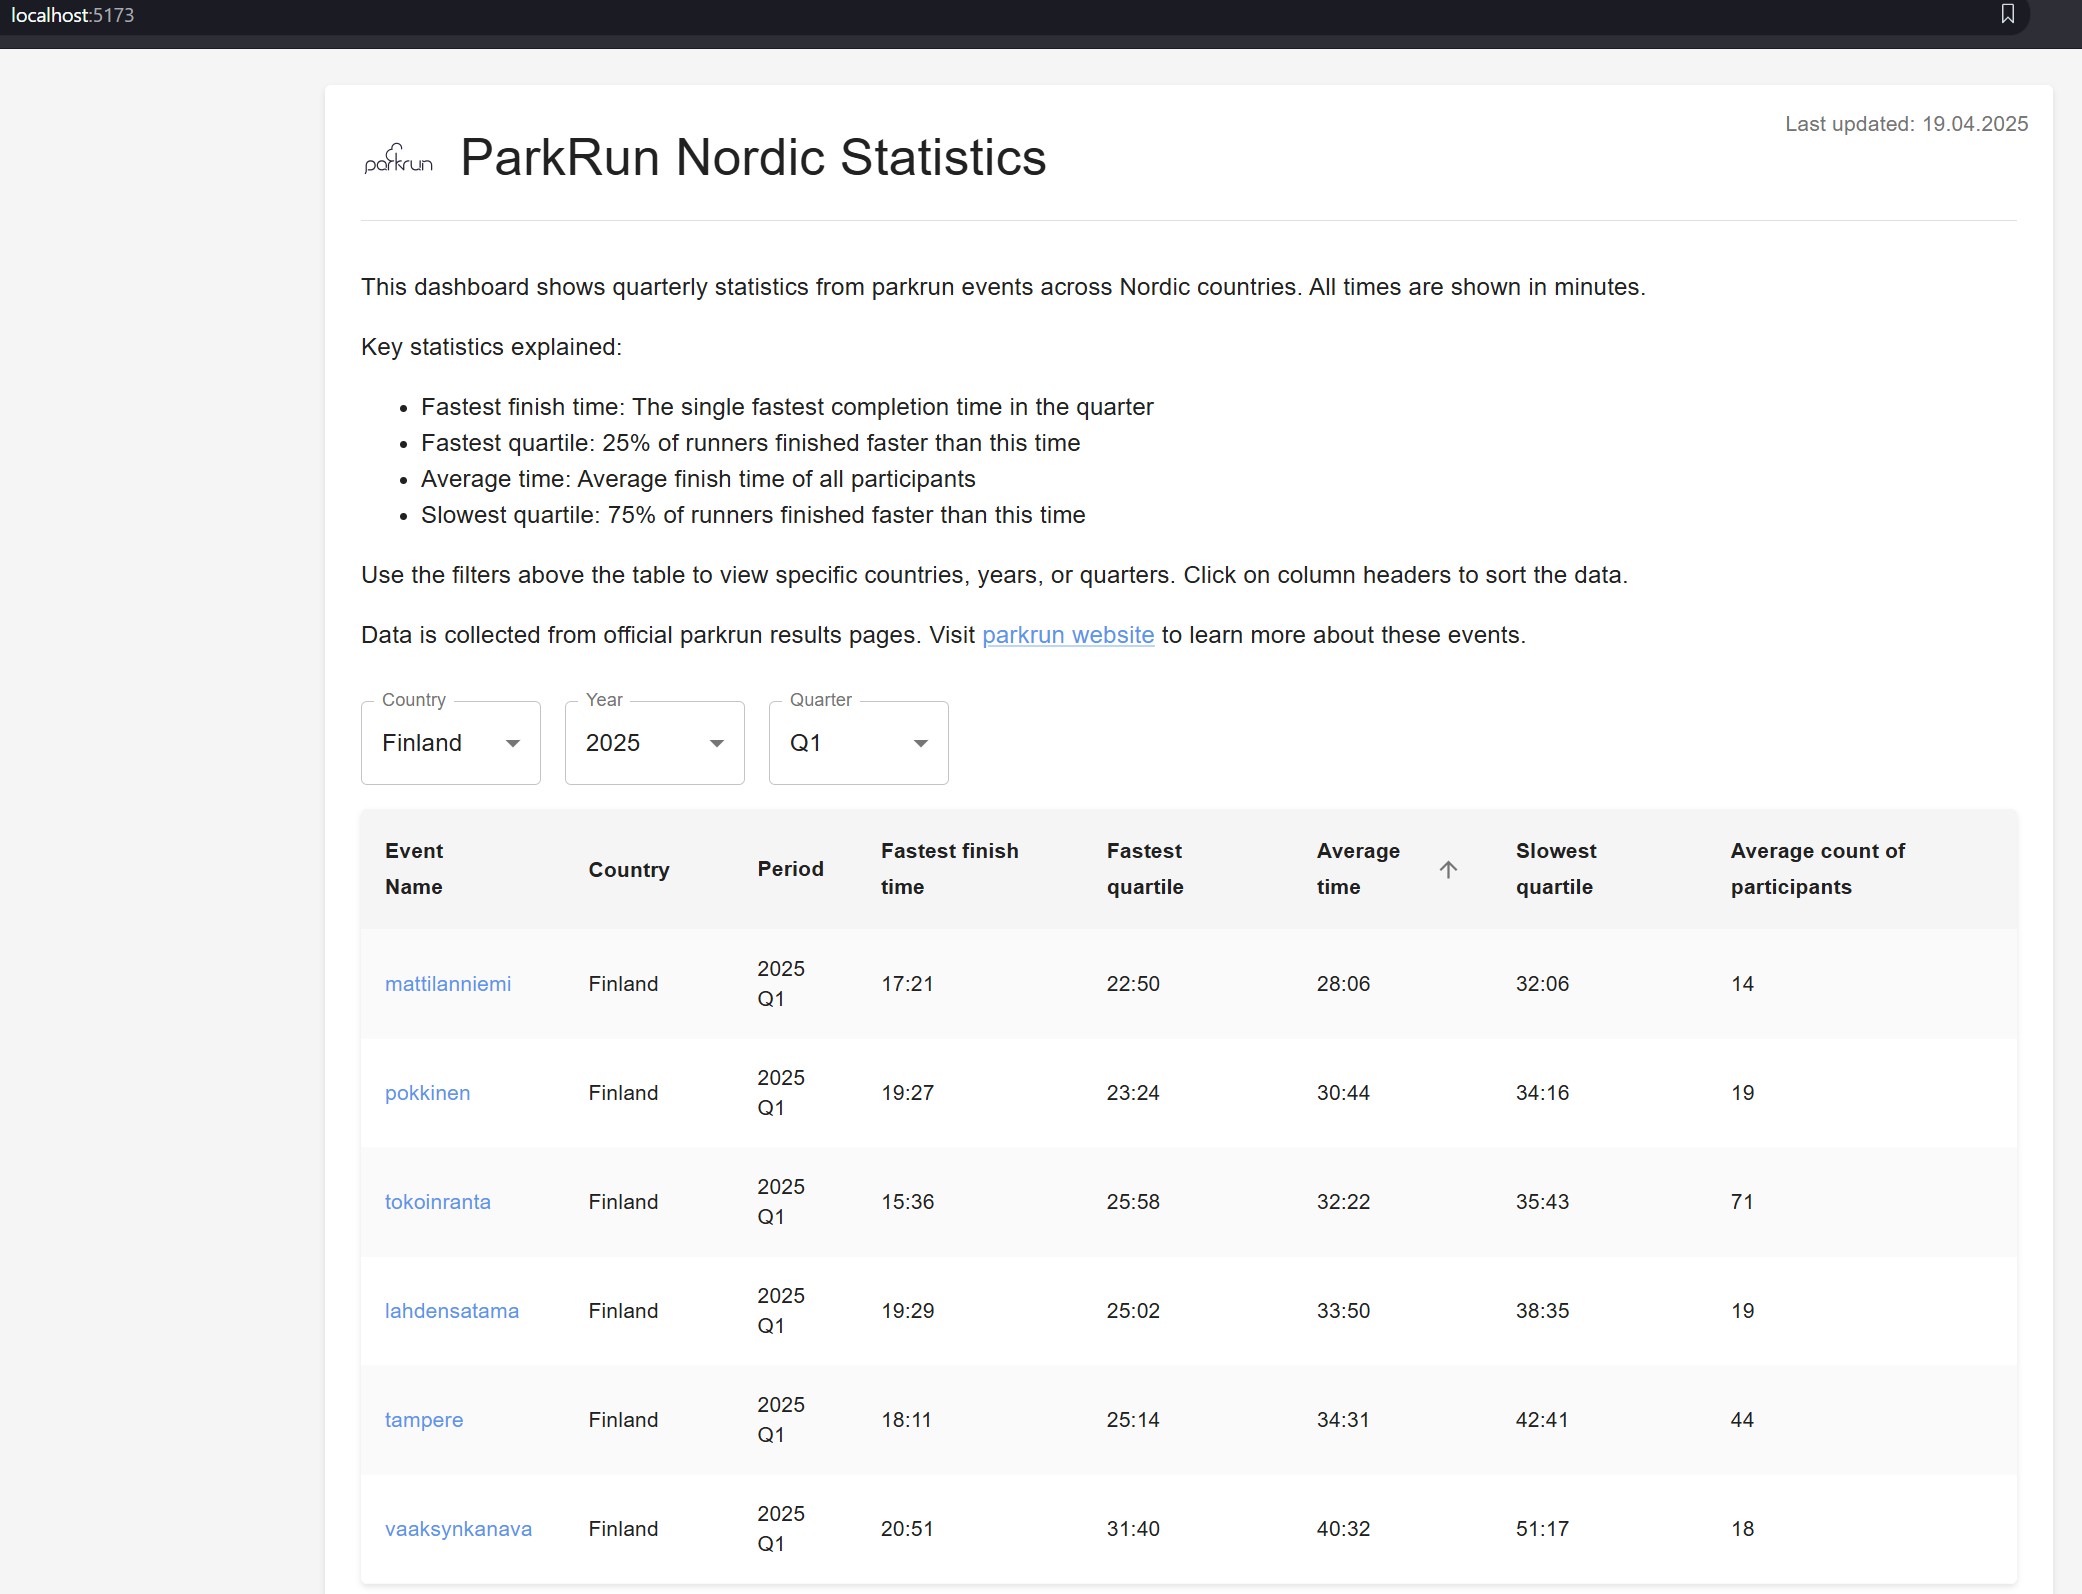 localhost:5173
Last updated: 19.04.2025
parkrun ParkRun Nordic Statistics
This dashboard shows quarterly statistics from parkrun events across Nordic countries. All times are shown in minutes.
Key statistics explained:
• Fastest finish time: The single fastest completion time in the quarter
• Fastest quartile: 25% of runners finished faster than this time
• Average time: Average finish time of all participants
• Slowest quartile: 75% of runners finished faster than this time
Use the filters above the table to view specific countries, years, or quarters. Click on column headers to sort the data.
Data is collected from official parkrun results pages. Visit parkrun website to learn more about these events.
Country Year Quarter
Finland 2025 Q1
Event Name Country Period Fastest finish time Fastest quartile Average time Slowest quartile Average count of participants
mattilanniemi Finland 2025 Q1 17:21 22:50 28:06 32:06 14
pokkinen Finland 2025 Q1 19:27 23:24 30:44 34:16 19
tokoinranta Finland 2025 Q1 15:36 25:58 32:22 35:43 71
lahdensatama Finland 2025 Q1 19:29 25:02 33:50 38:35 19
tampere Finland 2025 Q1 18:11 25:14 34:31 42:41 44
vaaksynkanava Finland 2025 Q1 20:51 31:40 40:32 51:17 18